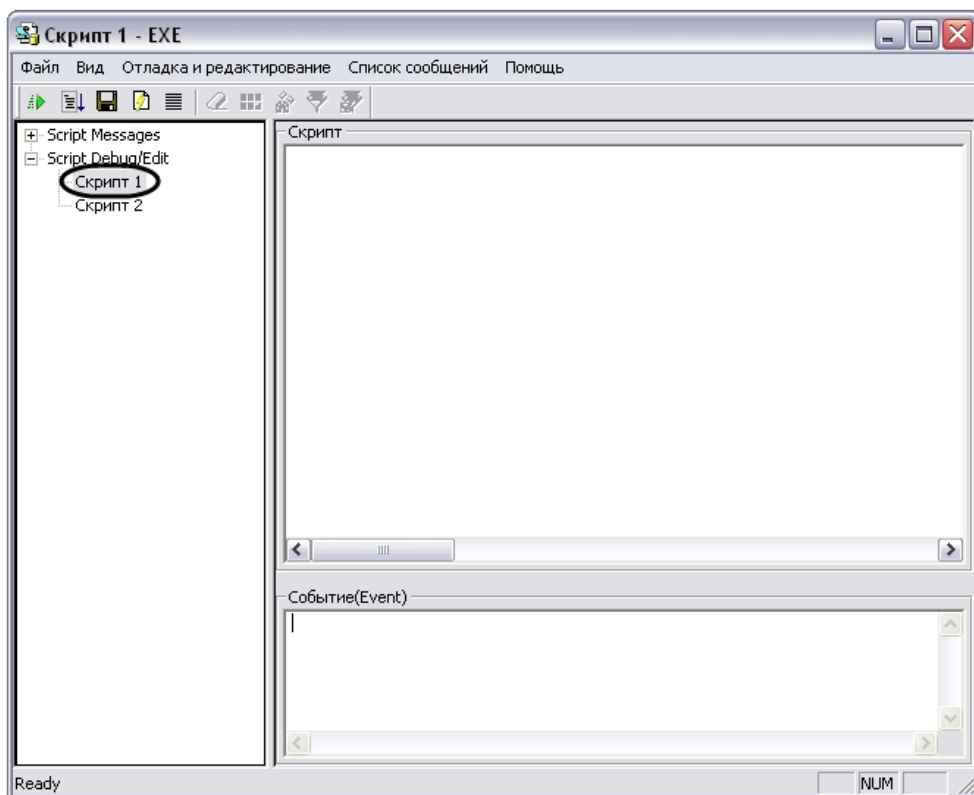 Скрипт 1 - EXE
Файл Вид Отладка и редактирование Список сообщений Помощь
Script Messages
Script Debug/Edit
Скрипт 1
Скрипт 2
Скрипт
Событие(Event)
Ready
NUM